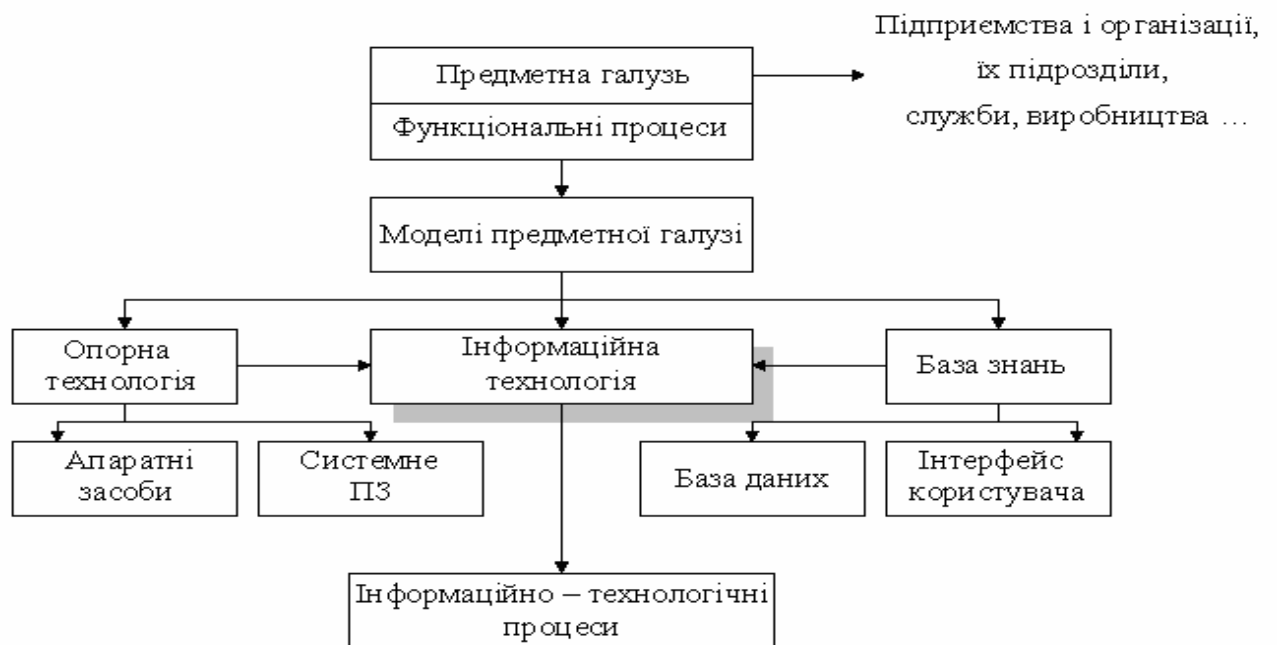 Підприємства і організації,
їх підрозділи,
служби, виробництва ...
Предметна галузь
Функціональні процеси
Моделі предметної галузі
Опорна
технологія
Інформаційна
технологія
База знань
Апаратні
засоби
Системне
ПЗ
База даних
Інтерфейс
користувача
Інформаційно – технологічні
процеси